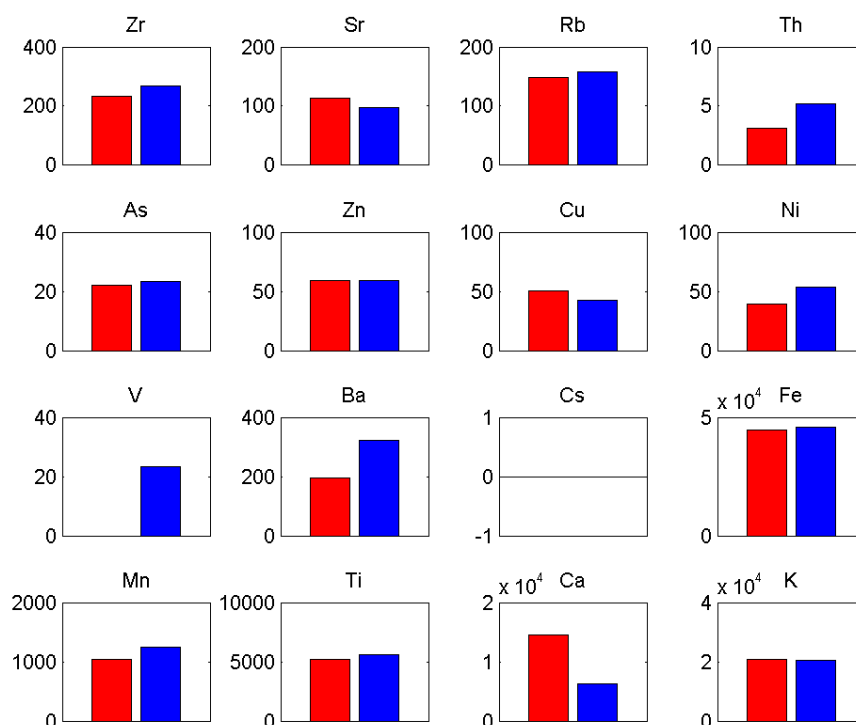 Zr Sr Rb Th
400 200 200 10
200 100 100 5
0 0 0 0
As Zn Cu Ni
40 100 100 100
20 50 50 50
0 0 0 0
V Ba Cs Fe
x 10⁴
40 400 1 5
20 200 0
0 0 -1 0
Mn Ti Ca K
x 10⁴ x 10⁴
2000 10000 2 4
1000 5000 1 2
0 0 0 0